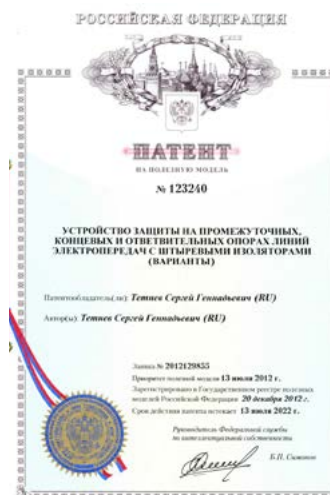 РОССИЙСКАЯ ФЕДЕРАЦИЯ
ПАТЕНТ
НА ПОЛЕЗНУЮ МОДЕЛЬ
№ 123240
УСТРОЙСТВО ЗАЩИТЫ НА ПРОМЕЖУТОЧНЫХ,
КОНЦЕВЫХ И ОТВЕТВИТЕЛЬНЫХ ОПОРАХ ЛИНИЙ
ЭЛЕКТРОПЕРЕДАЧ С ШТЫРЕВЫМИ ИЗОЛЯТОРАМИ
(ВАРИАНТЫ)
Патентообладатель(ли): Тетнев Сергей Геннадьевич (RU)
Автор(ы): Тетнев Сергей Геннадьевич (RU)
Заявка № 2012129855
Приоритет полезной модели 13 июля 2012 г.
Зарегистрировано в Государственном реестре полезных
моделей Российской Федерации 20 декабря 2012 г.
Срок действия патента истекает 13 июля 2022 г.
Руководитель Федеральной службы
по интеллектуальной собственности
Б.П. Симонов